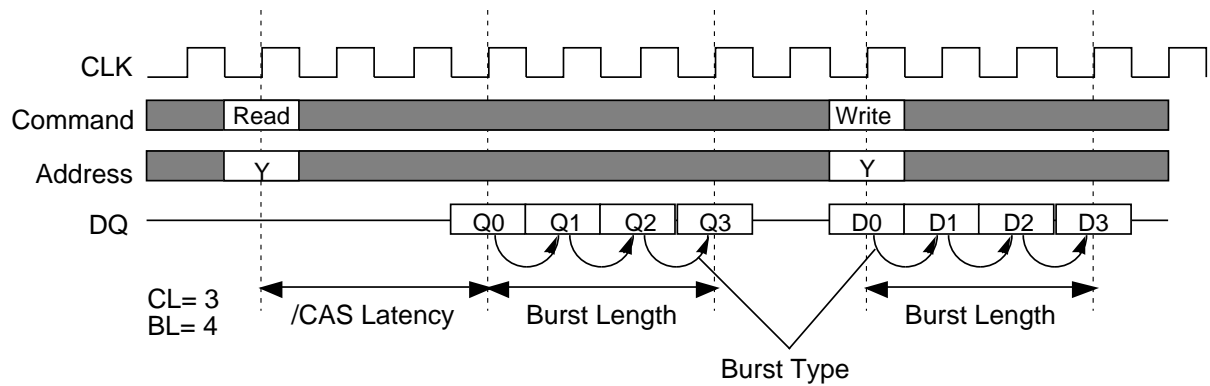 CLK
Command Read Write
Address Y Y
DQ Q0 Q1 Q2 Q3 D0 D1 D2 D3
CL= 3
BL= 4
/CAS Latency Burst Length Burst Length
Burst Type